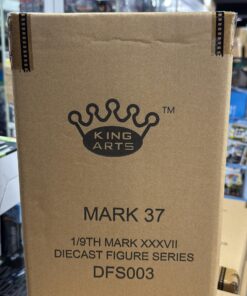 KING
ARTS
TM
MARK 37
1/9TH MARK XXXVII
DIECAST FIGURE SERIES
DFS003